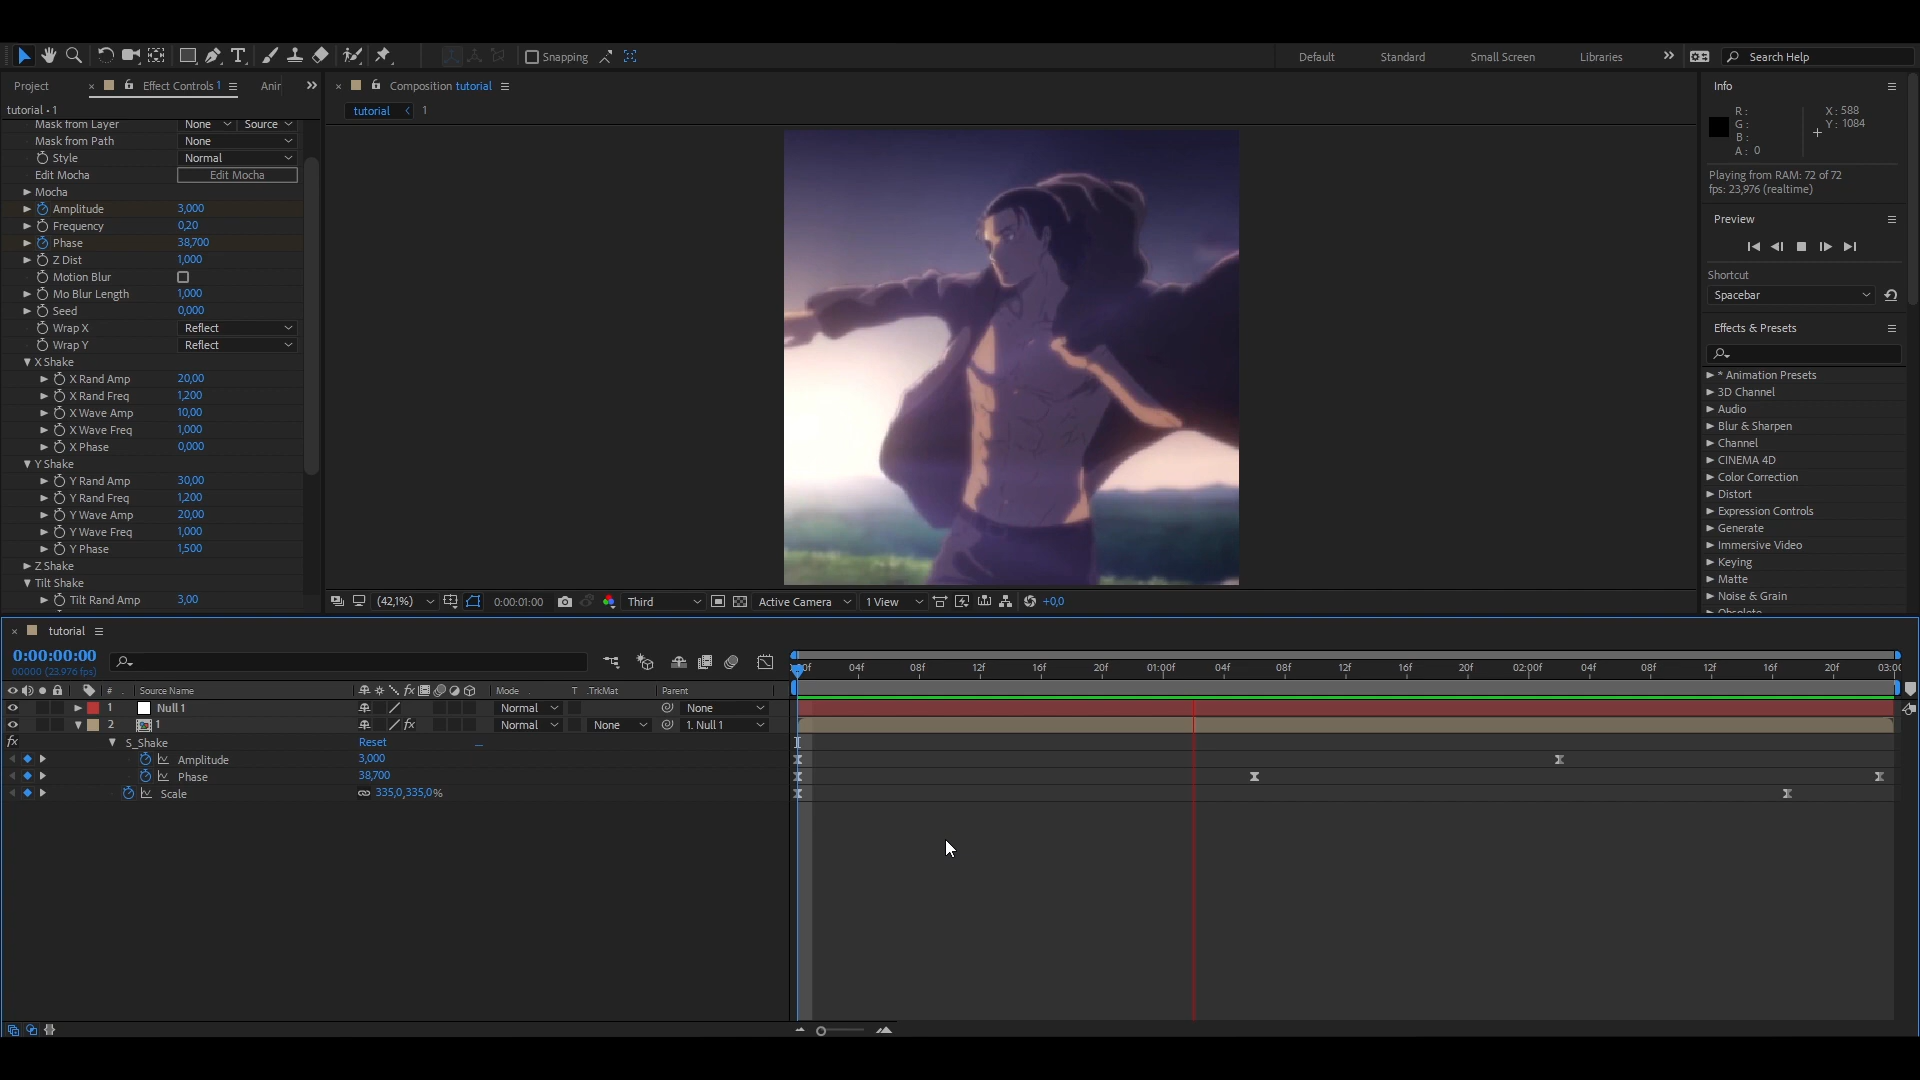 Snapping
Default
Standard
Small Screen
Libraries
Search Help
Project
Effect Controls 1
Anir
tutorial • 1
Composition tutorial
tutorial
1
Mask from Layer None Source
Mask from Path None
Style Normal
Edit Mocha Edit Mocha
Mocha
Amplitude 3,000
Frequency 0,20
Phase 38,700
Z Dist 1,000
Motion Blur
Mo Blur Length 1,000
Seed 0,000
Wrap X Reflect
Wrap Y Reflect
X Shake
X Rand Amp 20,00
X Rand Freq 1,200
X Wave Amp 10,00
X Wave Freq 1,000
X Phase 0,000
Y Shake
Y Rand Amp 30,00
Y Rand Freq 1,200
Y Wave Amp 20,00
Y Wave Freq 1,000
Y Phase 1,500
Z Shake
Tilt Shake
Tilt Rand Amp 3,00
(42,1%) 0:00:01:00 Third Active Camera 1 View +0,0
Info
R: X: 588
G: Y: 1084
B:
A: 0
Playing from RAM: 72 of 72
fps: 23,976 (realtime)
Preview
Shortcut
Spacebar
Effects & Presets
* Animation Presets
3D Channel
Audio
Blur & Sharpen
Channel
CINEMA 4D
Color Correction
Distort
Expression Controls
Generate
Immersive Video
Keying
Matte
Noise & Grain
Obsolete
tutorial
0:00:00:00
00000 (23.976 fps)
# Source Name Mode T .TrkMat Parent
04f 08f 12f 16f 20f 01:00f 04f 08f 12f 16f 20f 02:00f 04f 08f 12f 16f 20f
1 Null 1 Normal None
2 1 Normal None 1. Null 1
fx S_Shake Reset
Amplitude 3,000
Phase 38,700
Scale 335,0,335,0%